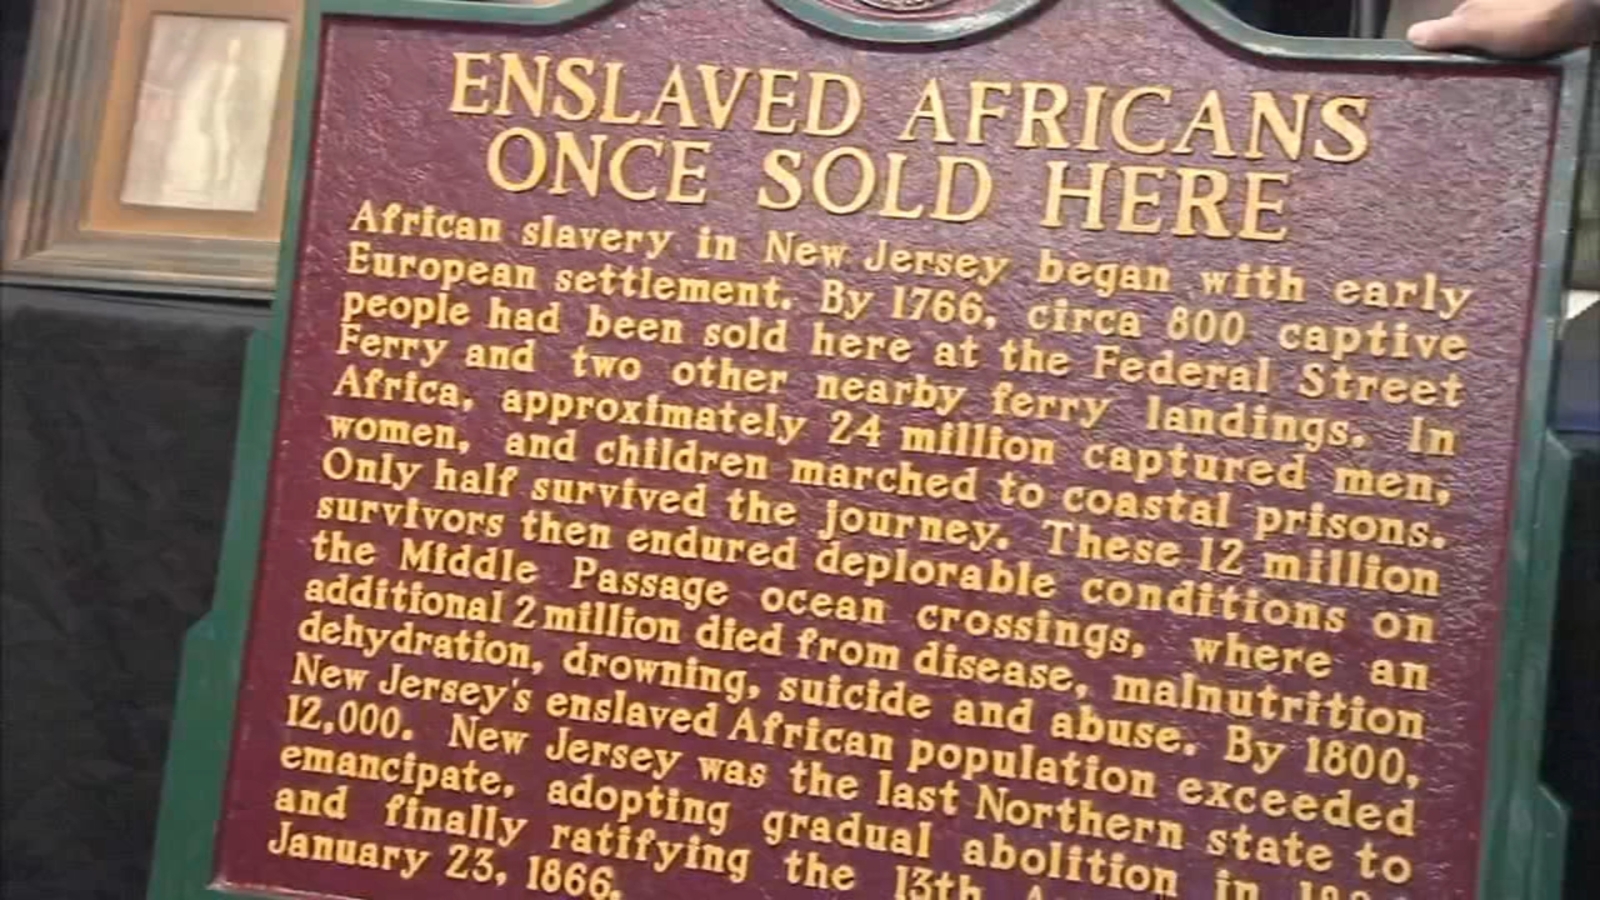 ENSLAVED AFRICANS
ONCE SOLD HERE
African slavery in New Jersey began with early
European settlement. By 1766, circa 800 captive
people had been sold here at the Federal Street
Ferry and two other nearby ferry landings. In
Africa, approximately 24 million captured men,
women, and children marched to coastal prisons.
Only half survived the journey. These 12 million
survivors then endured deplorable conditions on
the Middle Passage ocean crossings, where an
additional 2 million died from disease, malnutrition
dehydration, drowning, suicide and abuse. By 1800,
New Jersey's enslaved African population exceeded
12,000. New Jersey was the last Northern state to
emancipate, adopting gradual abolition in
and finally ratifying the 13th
January 23, 1866.